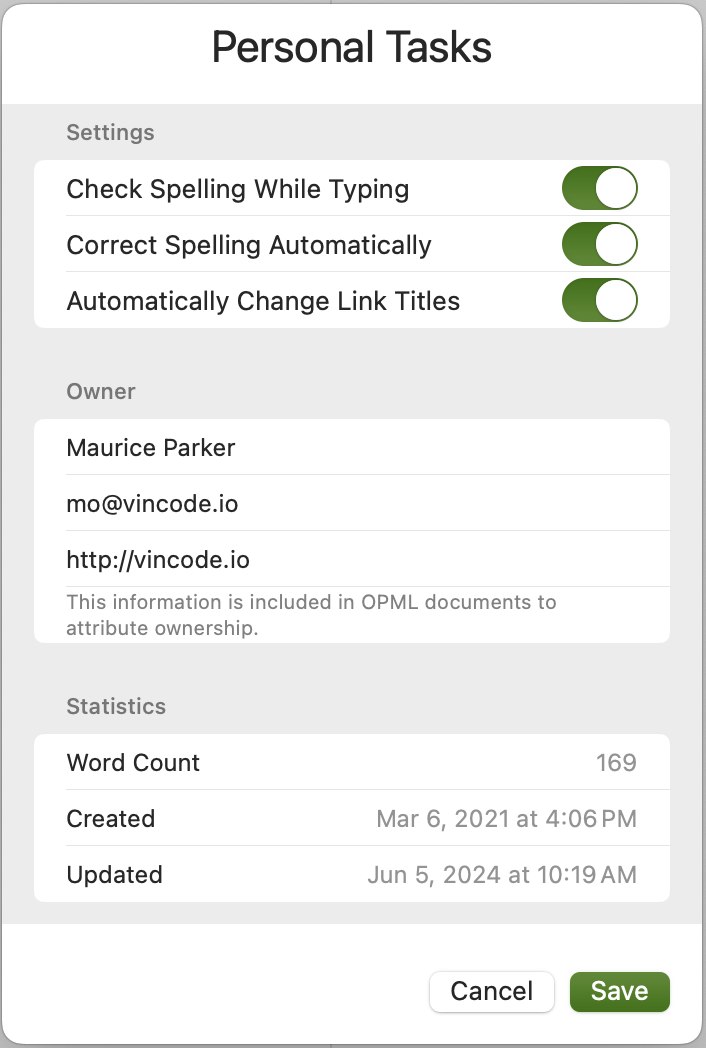 Personal Tasks
Settings
Check Spelling While Typing
Correct Spelling Automatically
Automatically Change Link Titles
Owner
Maurice Parker
mo@vincode.io
http://vincode.io
This information is included in OPML documents to
attribute ownership.
Statistics
Word Count 169
Created Mar 6, 2021 at 4:06 PM
Updated Jun 5, 2024 at 10:19 AM
Cancel Save